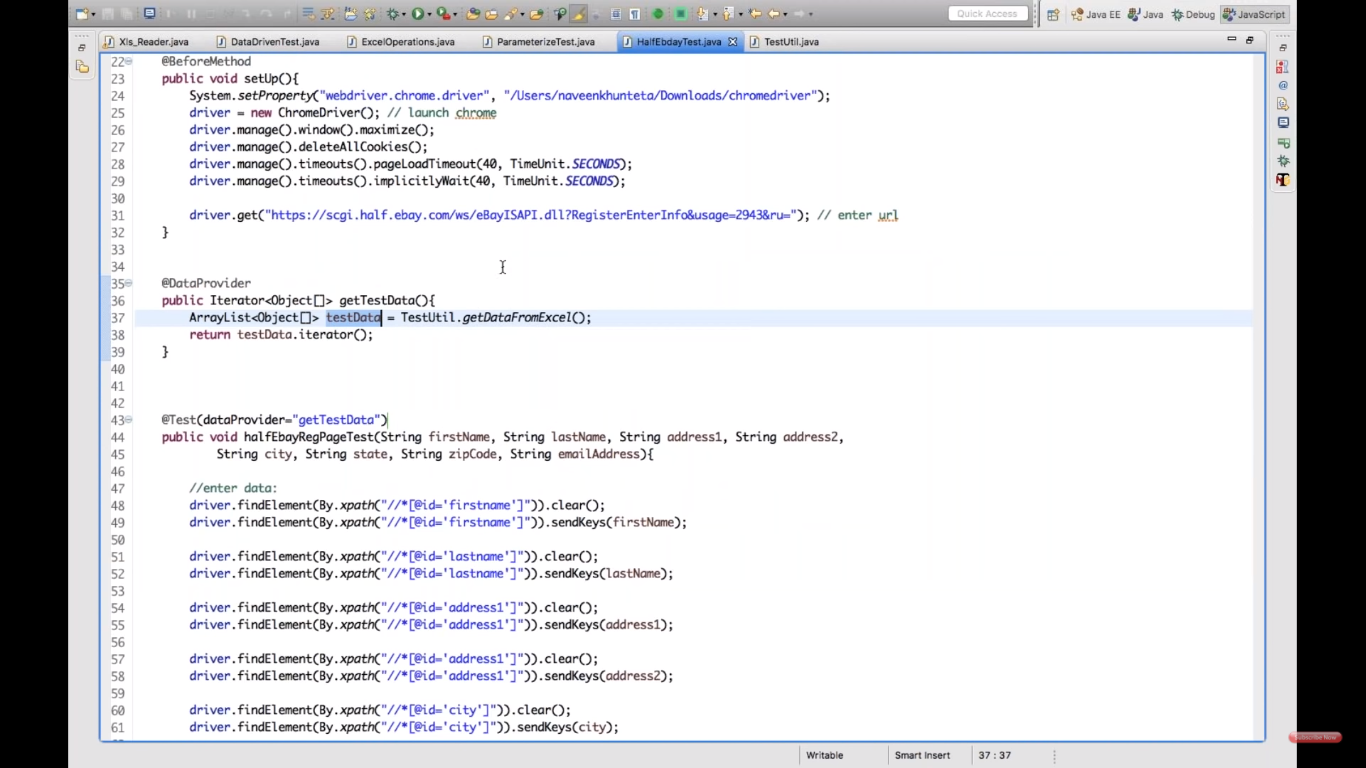 Quick Access
Java EE
Java
Debug
JavaScript
Xls_Reader.java
DataDrivenTest.java
ExcelOperations.java
ParameterizeTest.java
HalfEbdayTest.java
TestUtil.java
22 @BeforeMethod
23 public void setUp(){
24 System.setProperty("webdriver.chrome.driver", "/Users/naveenkhunteta/Downloads/chromedriver");
25 driver = new ChromeDriver(); // launch chrome
26 driver.manage().window().maximize();
27 driver.manage().deleteAllCookies();
28 driver.manage().timeouts().pageLoadTimeout(40, TimeUnit.SECONDS);
29 driver.manage().timeouts().implicitlyWait(40, TimeUnit.SECONDS);
30
31 driver.get("https://scgi.half.ebay.com/ws/eBayISAPI.dll?RegisterEnterInfo&usage=2943&ru="); // enter url
32 }
33
34
35 @DataProvider
36 public Iterator<Object[]> getTestData(){
37 ArrayList<Object[]> testData = TestUtil.getDataFromExcel();
38 return testData.iterator();
39 }
40
41
42
43 @Test(dataProvider="getTestData")
44 public void halfEbayRegPageTest(String firstName, String lastName, String address1, String address2,
45 String city, String state, String zipCode, String emailAddress){
46
47 //enter data:
48 driver.findElement(By.xpath("//*[@id='firstname']")).clear();
49 driver.findElement(By.xpath("//*[@id='firstname']")).sendKeys(firstName);
50
51 driver.findElement(By.xpath("//*[@id='lastname']")).clear();
52 driver.findElement(By.xpath("//*[@id='lastname']")).sendKeys(lastName);
53
54 driver.findElement(By.xpath("//*[@id='address1']")).clear();
55 driver.findElement(By.xpath("//*[@id='address1']")).sendKeys(address1);
56
57 driver.findElement(By.xpath("//*[@id='address1']")).clear();
58 driver.findElement(By.xpath("//*[@id='address1']")).sendKeys(address2);
59
60 driver.findElement(By.xpath("//*[@id='city']")).clear();
61 driver.findElement(By.xpath("//*[@id='city']")).sendKeys(city);
Subscribe Now
Writable
Smart Insert
37 : 37